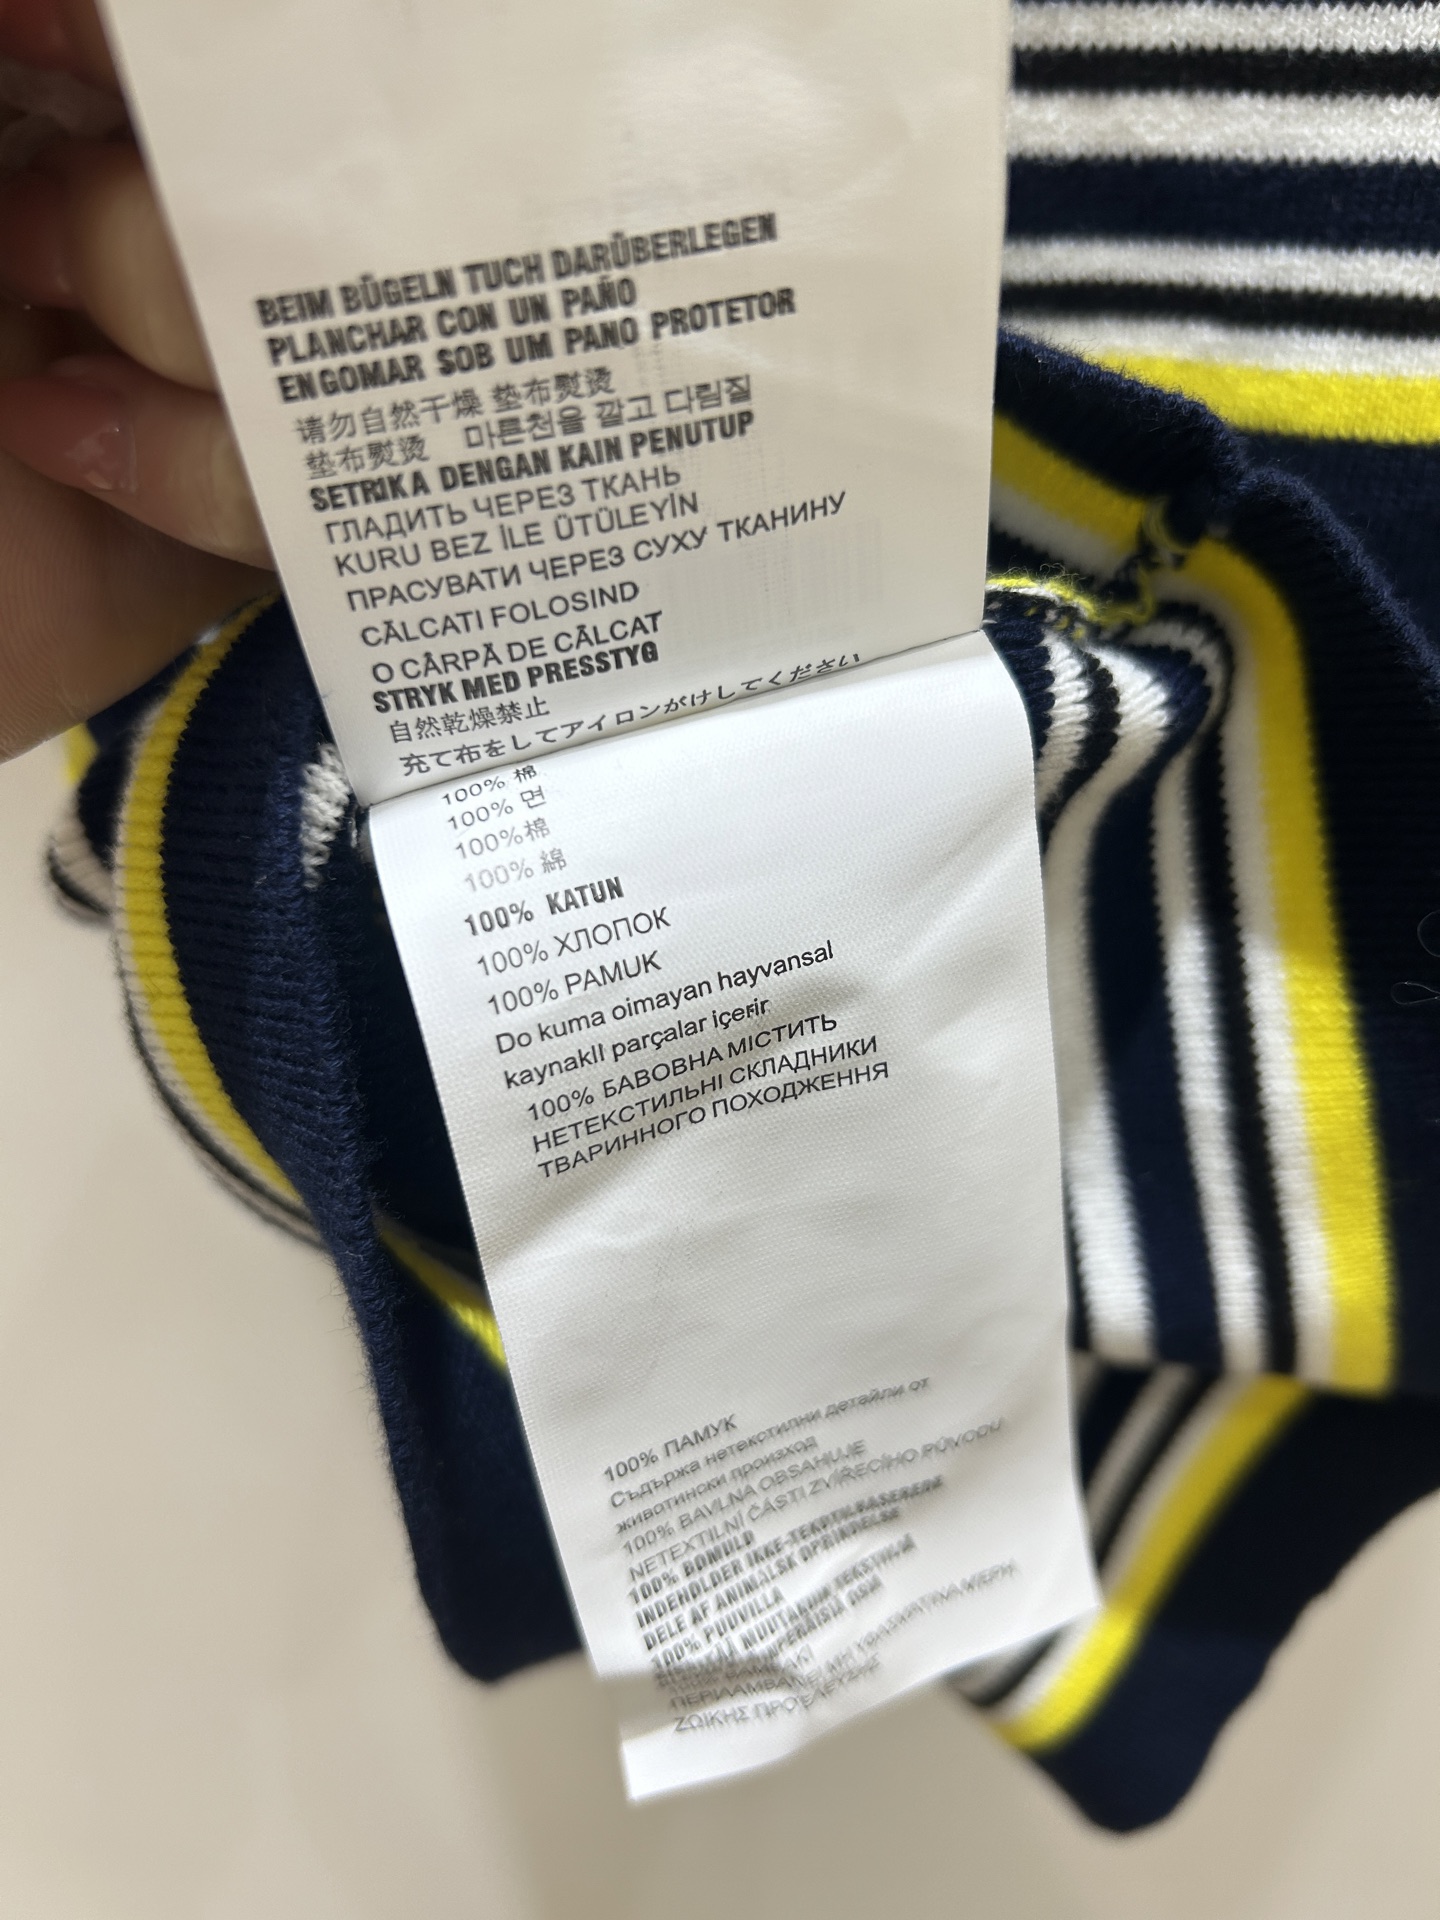 BEIM BÜGELN TUCH DARÜBERLEGEN
PLANCHAR CON UN PAÑO
ENGOMAR SOB UM PANO PROTETOR
请勿自然干燥 垫布熨烫
垫布熨烫 마른천을 깔고 다림질
SETRIKA DENGAN KAIN PENUTUP
ГЛАДИТЬ ЧЕРЕЗ ТКАНЬ
KURU BEZ İLE ÜTÜLEYİN
ПРАСУВАТИ ЧЕРЕЗ СУХУ ТКАНИНУ
CĂLCATI FOLOSIND
O CÂRPĂ DE CĂLCAT
STRYK MED PRESSTYG
自然乾燥禁止
充て布をしてアイロンがけしてください
100% 棉
100% 면
100% 棉
100% 綿
100% KATUN
100% ХЛОПОК
100% PAMUK
Do kuma oimayan hayvansal
kaynakll parçalar içerir
100% БАВОВНА МІСТИТЬ
НЕТЕКСТИЛЬНІ СКЛАДНИКИ
ТВАРИННОГО ПОХОДЖЕННЯ
100% ПАМУК
Съдържа нетекстилни детайли от
животински произход
100% BAVLNA OBSAHUJE
NETEXTILNÍ ČÁSTI ZVÍŘECÍHO PŮVODU
100% BOMULD
INDEHOLDER IKKE-TEKSTILBASEREDE
DELE AF ANIMALSK OPRINDELSE
100% PUUVILLA